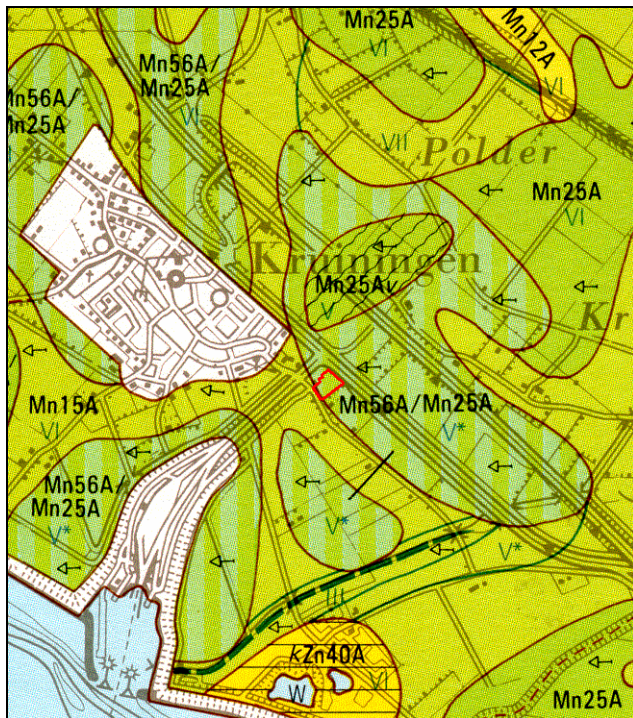 Mn25A
Mn12A
VI
Mn56A/
Mn25A
VI
Mn56A/
Mn25A
VII
Polder
Mn25A
VI
Kruiningen
Mn25Av
V
Kr
Mn15A
VI
Mn56A/Mn25A
V*
Mn56A/
Mn25A
V*
V*
V*
III
kZn40A
VI
W
Mn25A